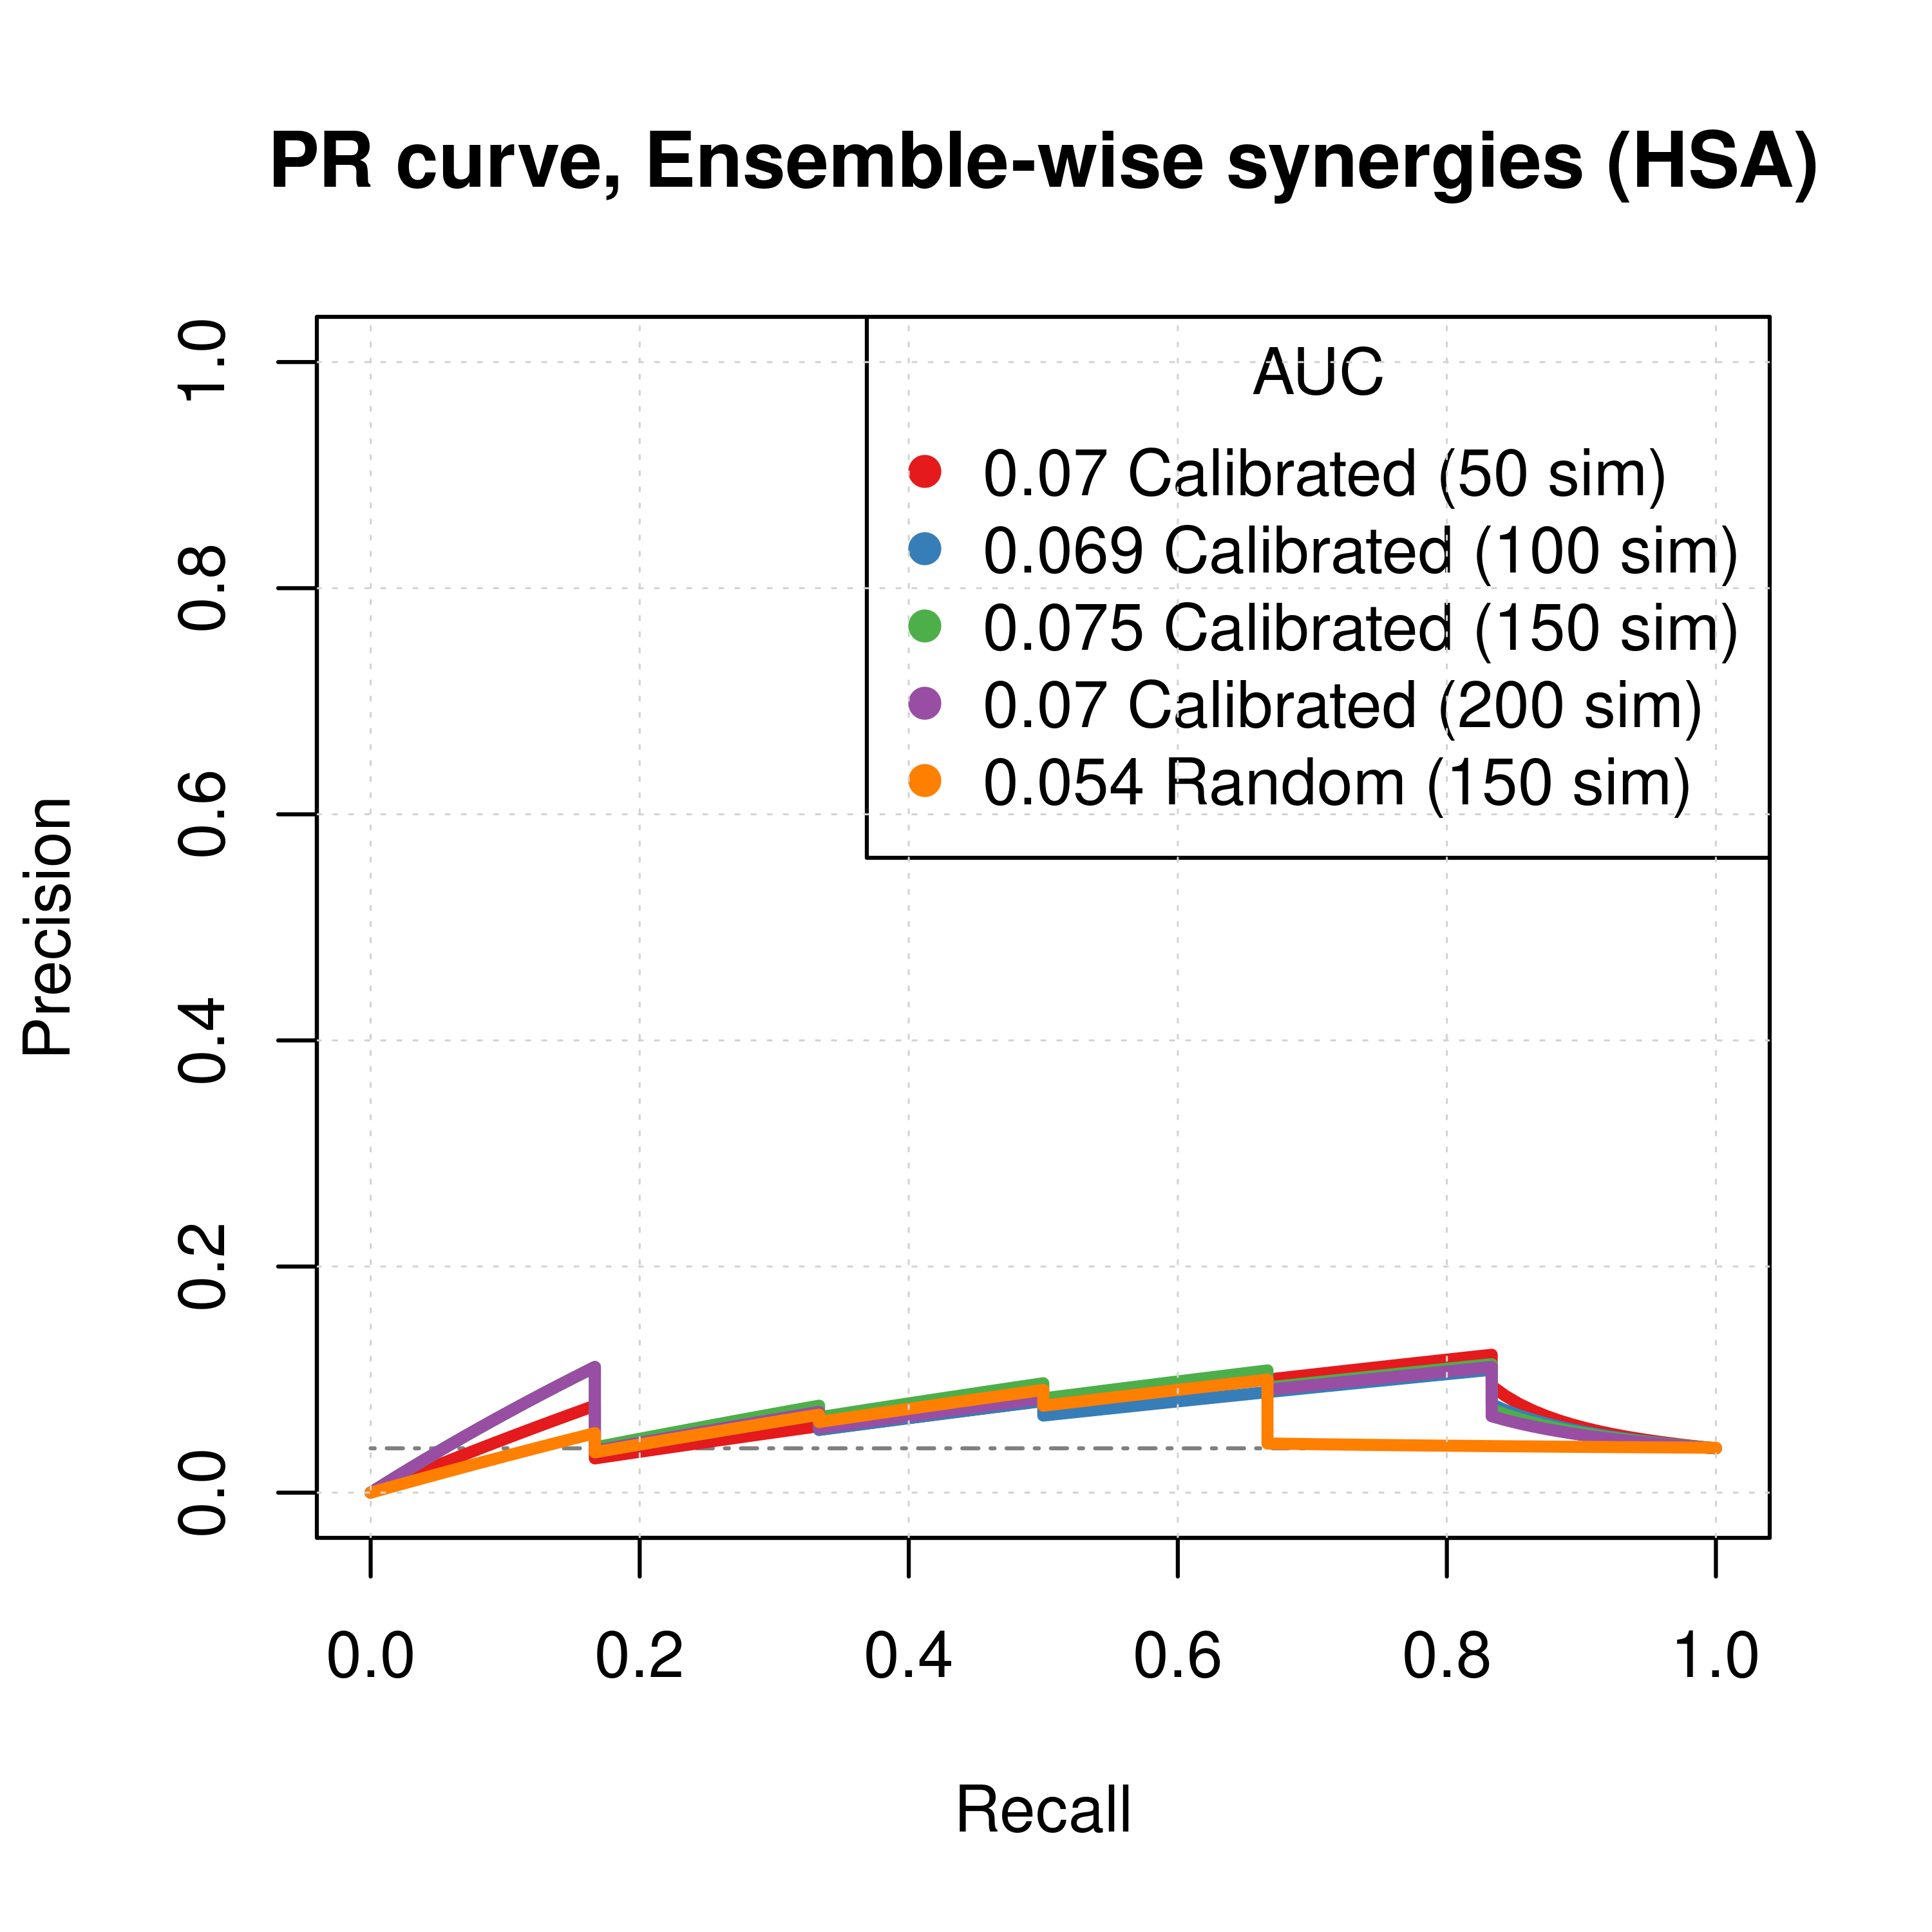 PR curve, Ensemble-wise synergies (HSA)
AUC
0.07 Calibrated (50 sim)
0.069 Calibrated (100 sim)
0.075 Calibrated (150 sim)
0.07 Calibrated (200 sim)
0.054 Random (150 sim)
Precision
1.0
0.8
0.6
0.4
0.2
0.0
0.0 0.2 0.4 0.6 0.8 1.0
Recall